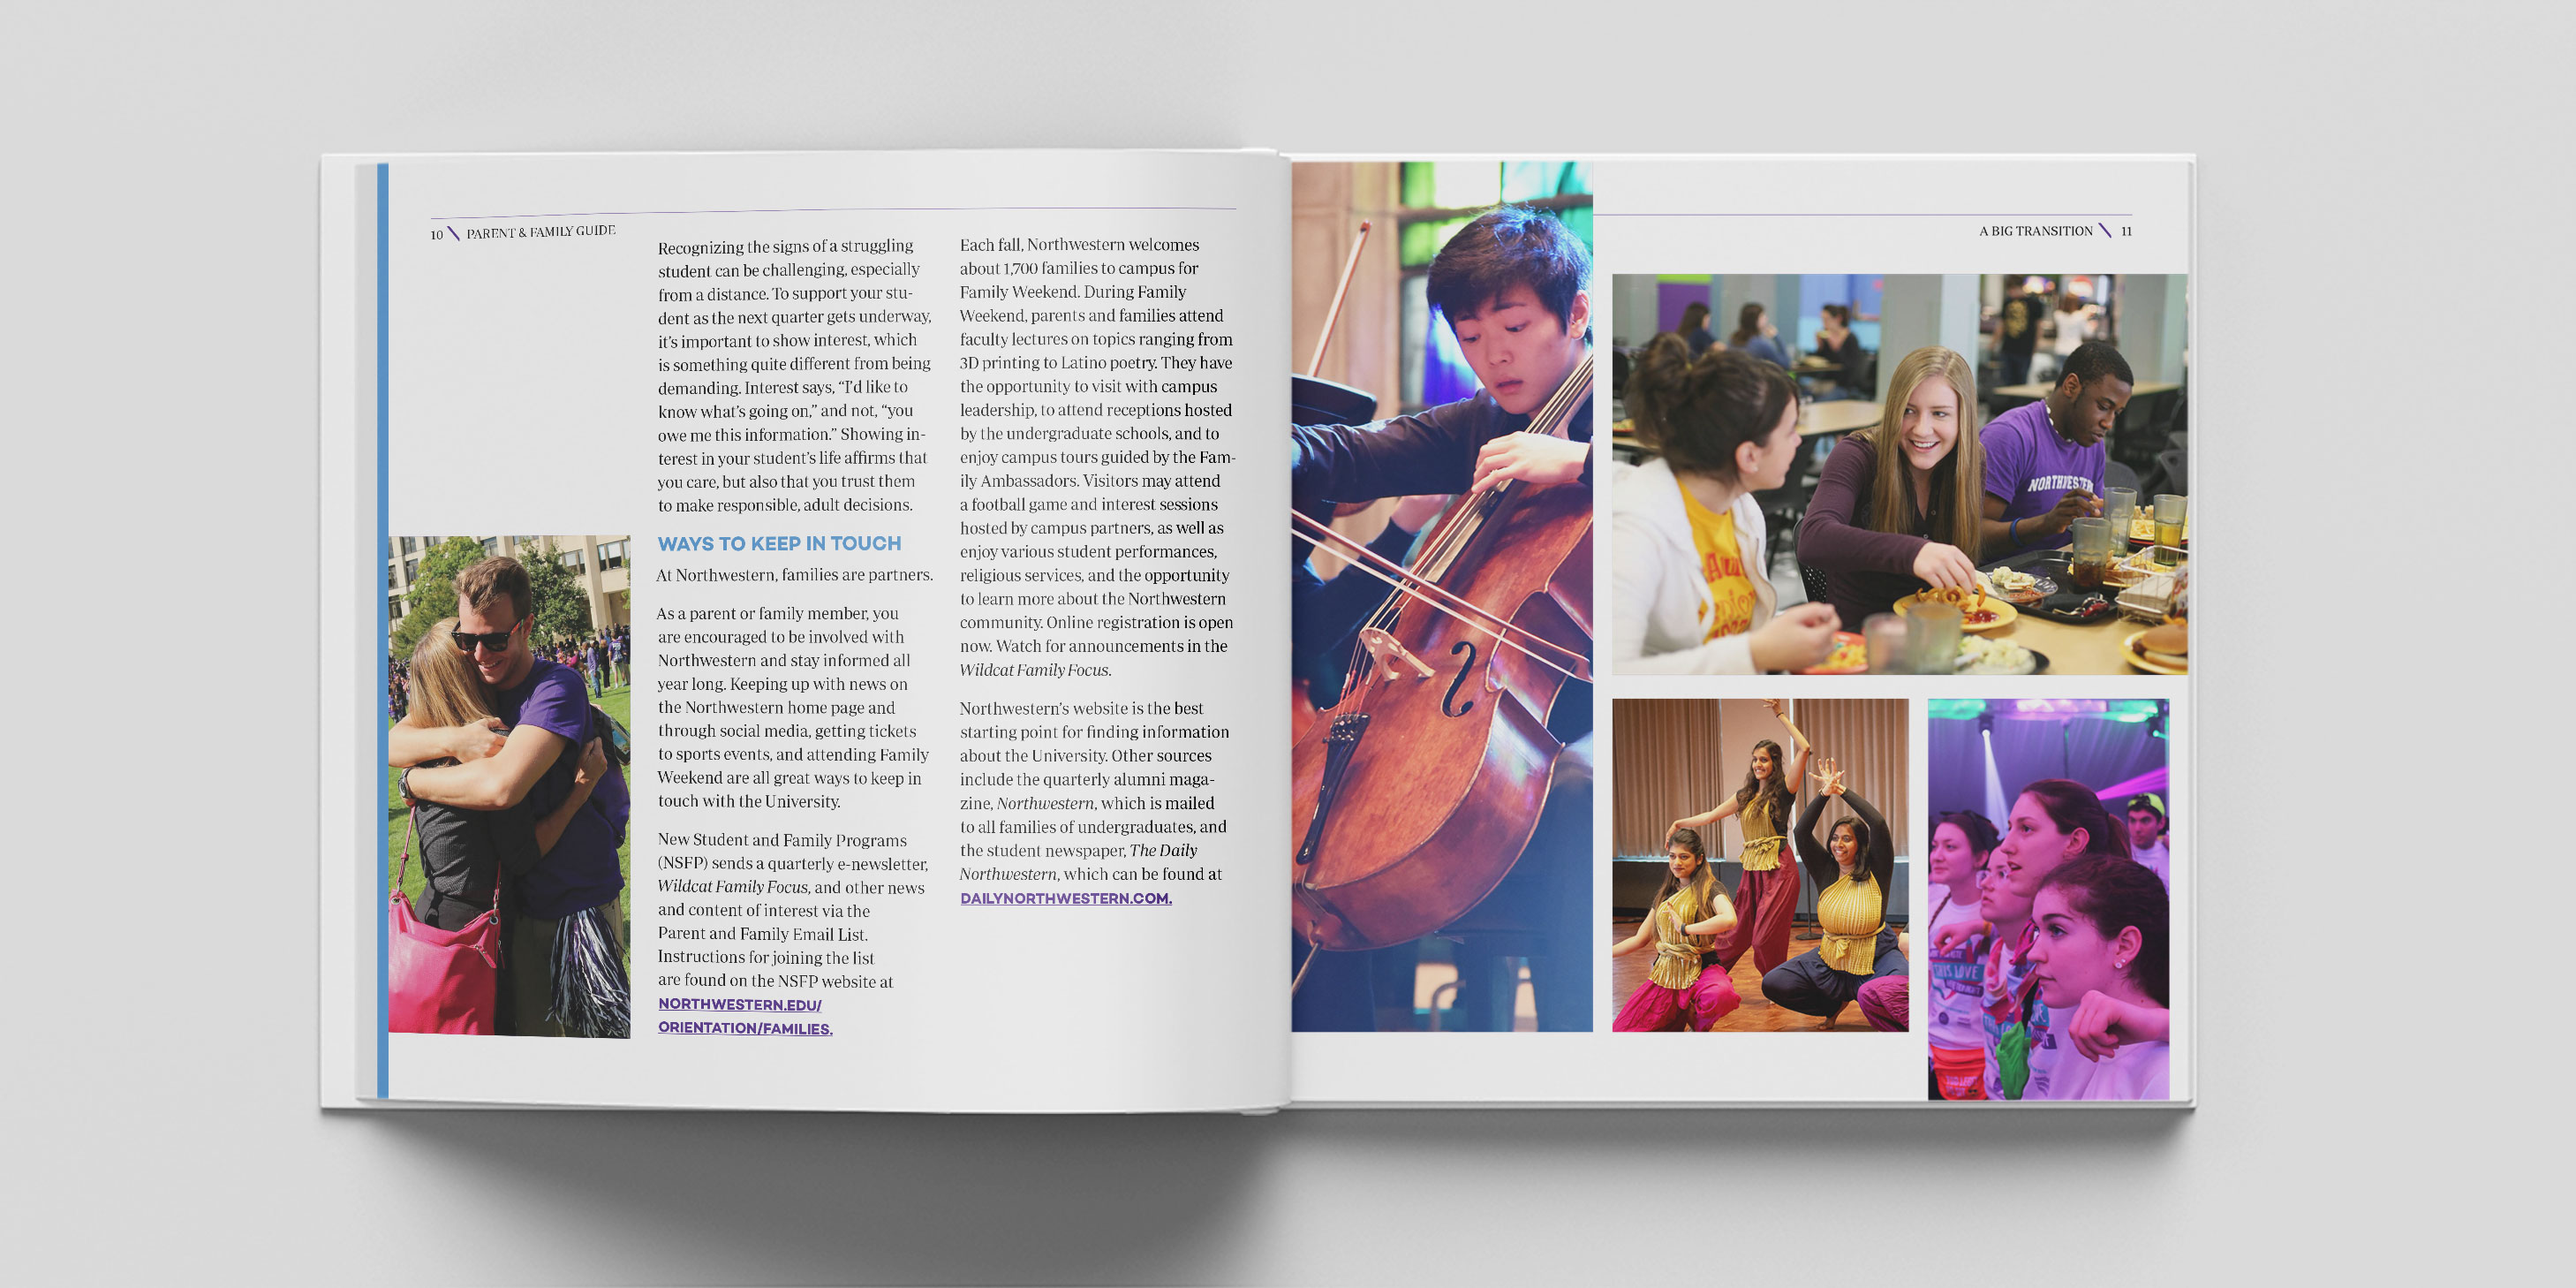 10 \ PARENT & FAMILY GUIDE
Recognizing the signs of a struggling
student can be challenging, especially
from a distance. To support your stu-
dent as the next quarter gets underway,
it's important to show interest, which
is something quite different from being
demanding. Interest says, “I'd like to
know what's going on,” and not, “you
owe me this information.” Showing in-
terest in your student's life affirms that
you care, but also that you trust them
to make responsible, adult decisions.
WAYS TO KEEP IN TOUCH
At Northwestern, families are partners.
As a parent or family member, you
are encouraged to be involved with
Northwestern and stay informed all
year long. Keeping up with news on
the Northwestern home page and
through social media, getting tickets
to sports events, and attending Family
Weekend are all great ways to keep in
touch with the University.
New Student and Family Programs
(NSFP) sends a quarterly e-newsletter,
Wildcat Family Focus, and other news
and content of interest via the
Parent and Family Email List.
Instructions for joining the list
are found on the NSFP website at
NORTHWESTERN.EDU/
ORIENTATION/FAMILIES.
Each fall, Northwestern welcomes
about 1,700 families to campus for
Family Weekend. During Family
Weekend, parents and families attend
faculty lectures on topics ranging from
3D printing to Latino poetry. They have
the opportunity to visit with campus
leadership, to attend receptions hosted
by the undergraduate schools, and to
enjoy campus tours guided by the Fam-
ily Ambassadors. Visitors may attend
a football game and interest sessions
hosted by campus partners, as well as
enjoy various student performances,
religious services, and the opportunity
to learn more about the Northwestern
community. Online registration is open
now. Watch for announcements in the
Wildcat Family Focus.
Northwestern's website is the best
starting point for finding information
about the University. Other sources
include the quarterly alumni maga-
zine, Northwestern, which is mailed
to all families of undergraduates, and
the student newspaper, The Daily
Northwestern, which can be found at
DAILYNORTHWESTERN.COM.
A BIG TRANSITION \ 11
NORTHWESTERN
THIS LOVE